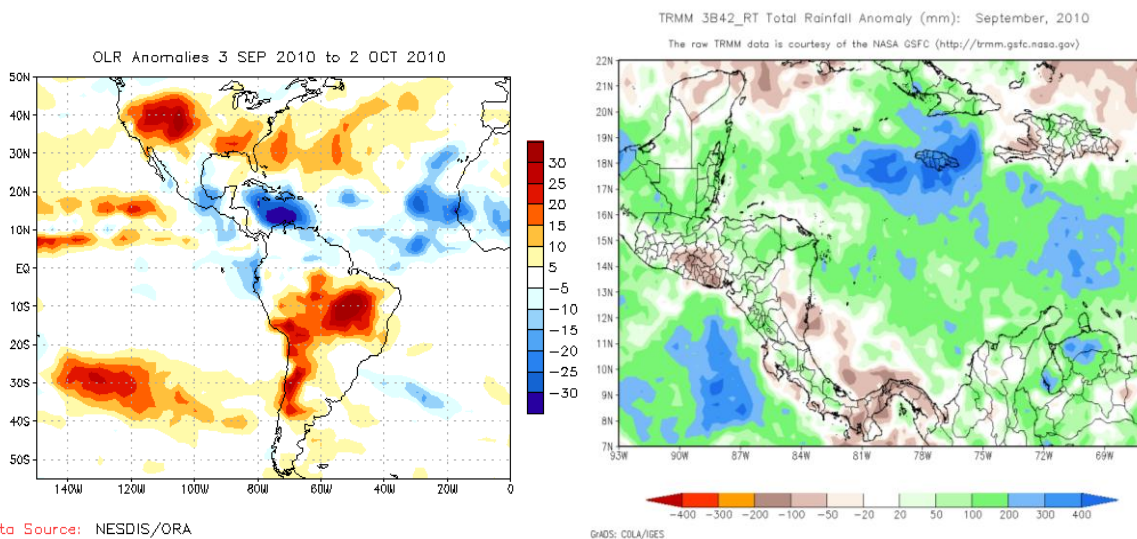 OLR Anomalies 3 SEP 2010 to 2 OCT 2010
50N
40N
30N
20N
10N
EQ
10S
20S
30S
40S
50S
140W 120W 100W 80W 60W 40W 20W 0
30
25
20
15
10
5
−5
−10
−15
−20
−25
−30
ta Source: NESDIS/ORA
TRMM 3B42_RT Total Rainfall Anomaly (mm): September, 2010
The raw TRMM data is courtesy of the NASA GSFC (http://trmm.gsfc.nasa.gov)
22N
21N
20N
19N
18N
17N
16N
15N
14N
13N
12N
11N
10N
9N
8N
7N
93W 90W 87W 84W 81W 78W 75W 72W 69W
−400 −300 −200 −100 −50 −20 20 50 100 200 300 400
GrADS: COLA/IGES